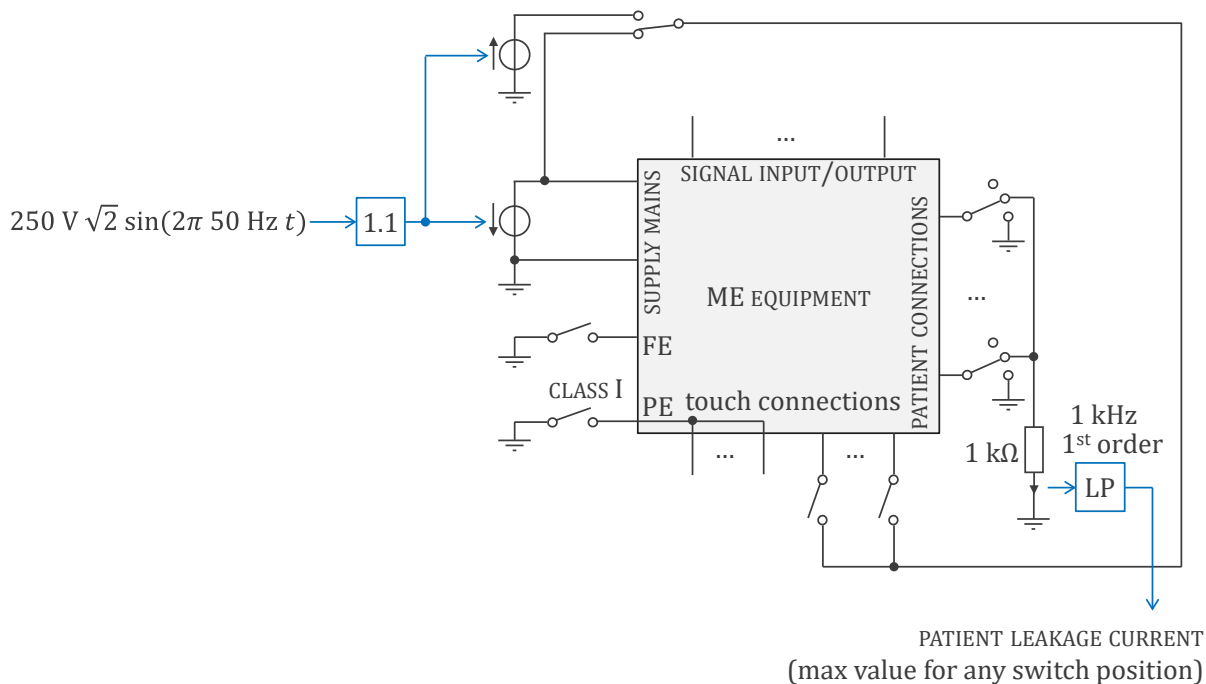 ...
SIGNAL INPUT/OUTPUT
SUPPLY MAINS
PATIENT CONNECTIONS
250 V √2 sin(2π 50 Hz t)
1.1
ME EQUIPMENT
...
FE
CLASS I
PE
touch connections
...
...
1 kΩ
1 kHz
1st order
LP
PATIENT LEAKAGE CURRENT
(max value for any switch position)